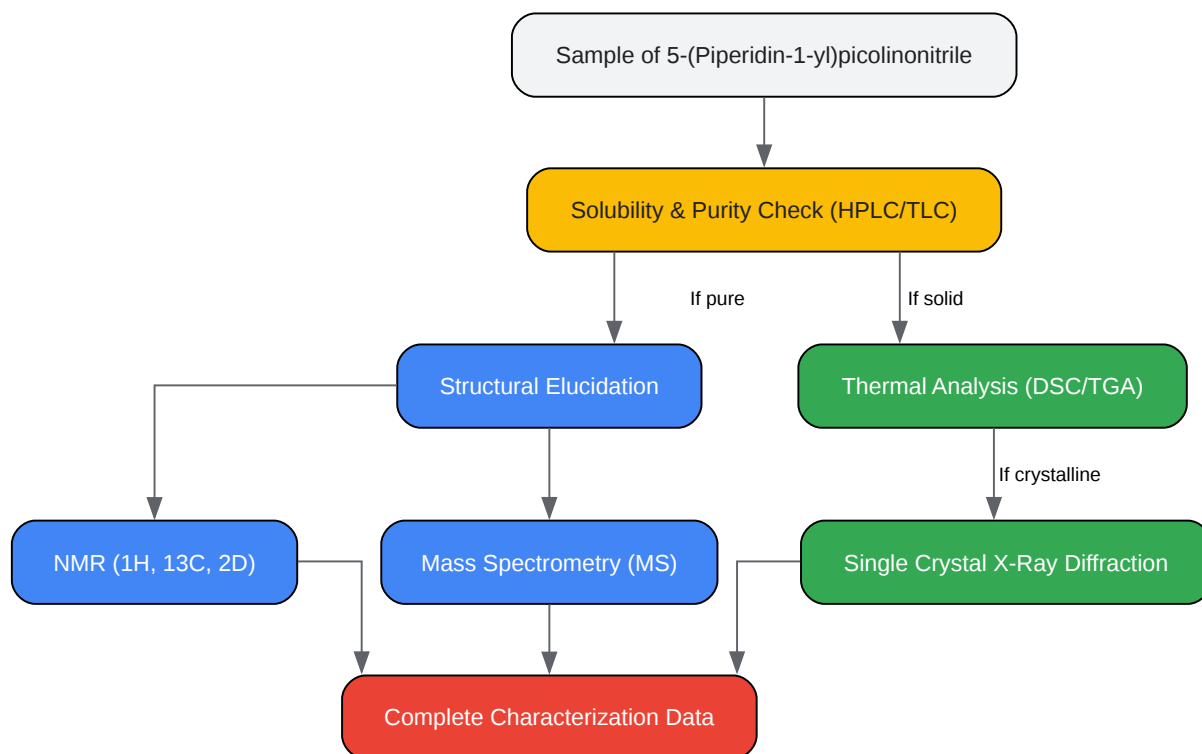 Sample of 5-(Piperidin-1-yl)picolinonitrile
Solubility & Purity Check (HPLC/TLC)
If pure
If solid
Structural Elucidation
Thermal Analysis (DSC/TGA)
If crystalline
NMR (1H, 13C, 2D)
Mass Spectrometry (MS)
Single Crystal X-Ray Diffraction
Complete Characterization Data